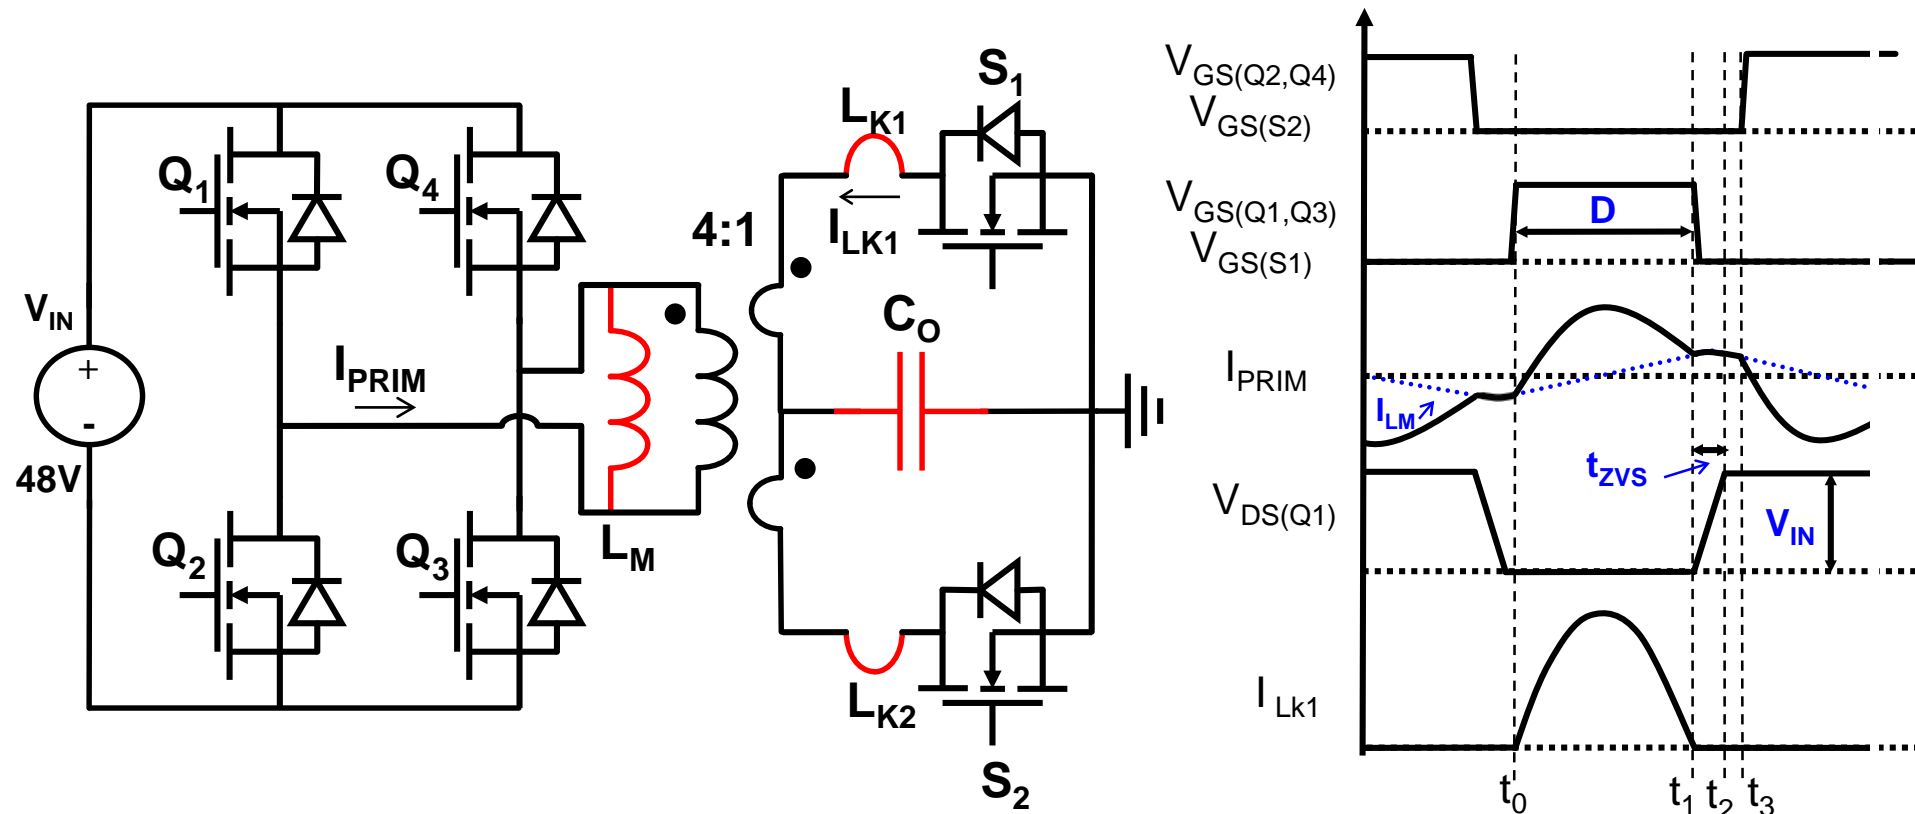 S1
LK1
Q1
Q4
ILK1
4:1
VIN
+
-
48V
IPRIM
CO
Q2
Q3
LM
LK2
S2
VGS(Q2,Q4)
VGS(S2)
VGS(Q1,Q3)
VGS(S1)
D
IPRIM
ILM
tZVS
VDS(Q1)
VIN
I Lk1
t0
t1
t2
t3